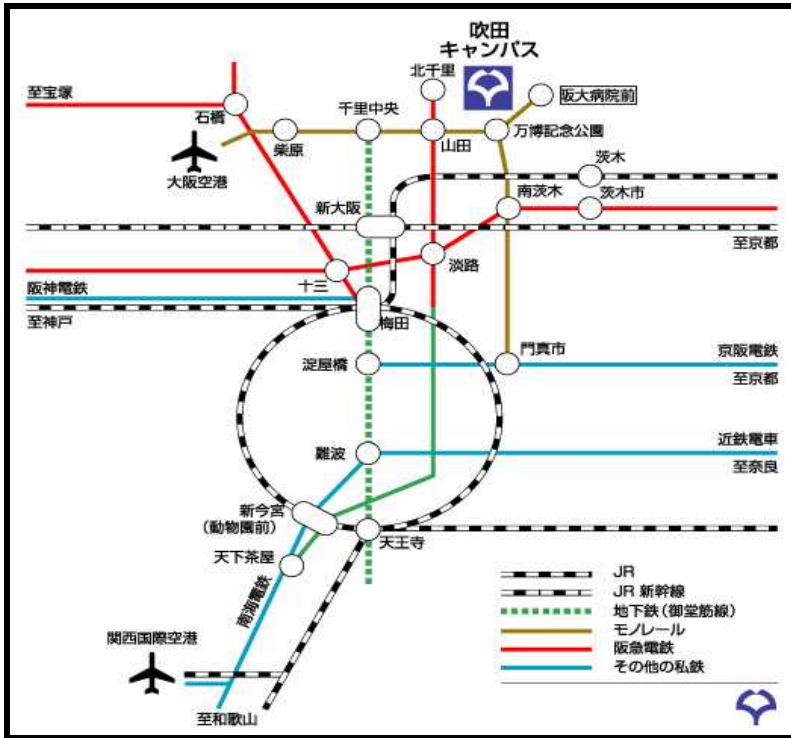 吹田
キャンパス
北千里
至宝塚
石橋
千里中央
阪大病院前
柴原
山田
万博記念公園
大阪空港
茨木
新大阪
南茨木
茨木市
至京都
十三
淡路
阪神電鉄
至神戸
梅田
淀屋橋
門真市
京阪電鉄
至京都
難波
近鉄電車
至奈良
新今宮
(動物園前)
天王寺
天下茶屋
南海電鉄
関西国際空港
至和歌山
JR
JR 新幹線
地下鉄(御堂筋線)
モノレール
阪急電鉄
その他の私鉄